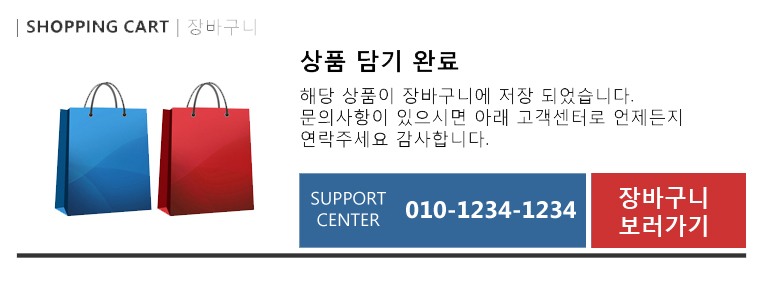 | SHOPPING CART | 장바구니
상품 담기 완료
해당 상품이 장바구니에 저장 되었습니다.
문의사항이 있으시면 아래 고객센터로 언제든지
연락주세요 감사합니다.
SUPPORT
CENTER
010-1234-1234
장바구니
보러가기